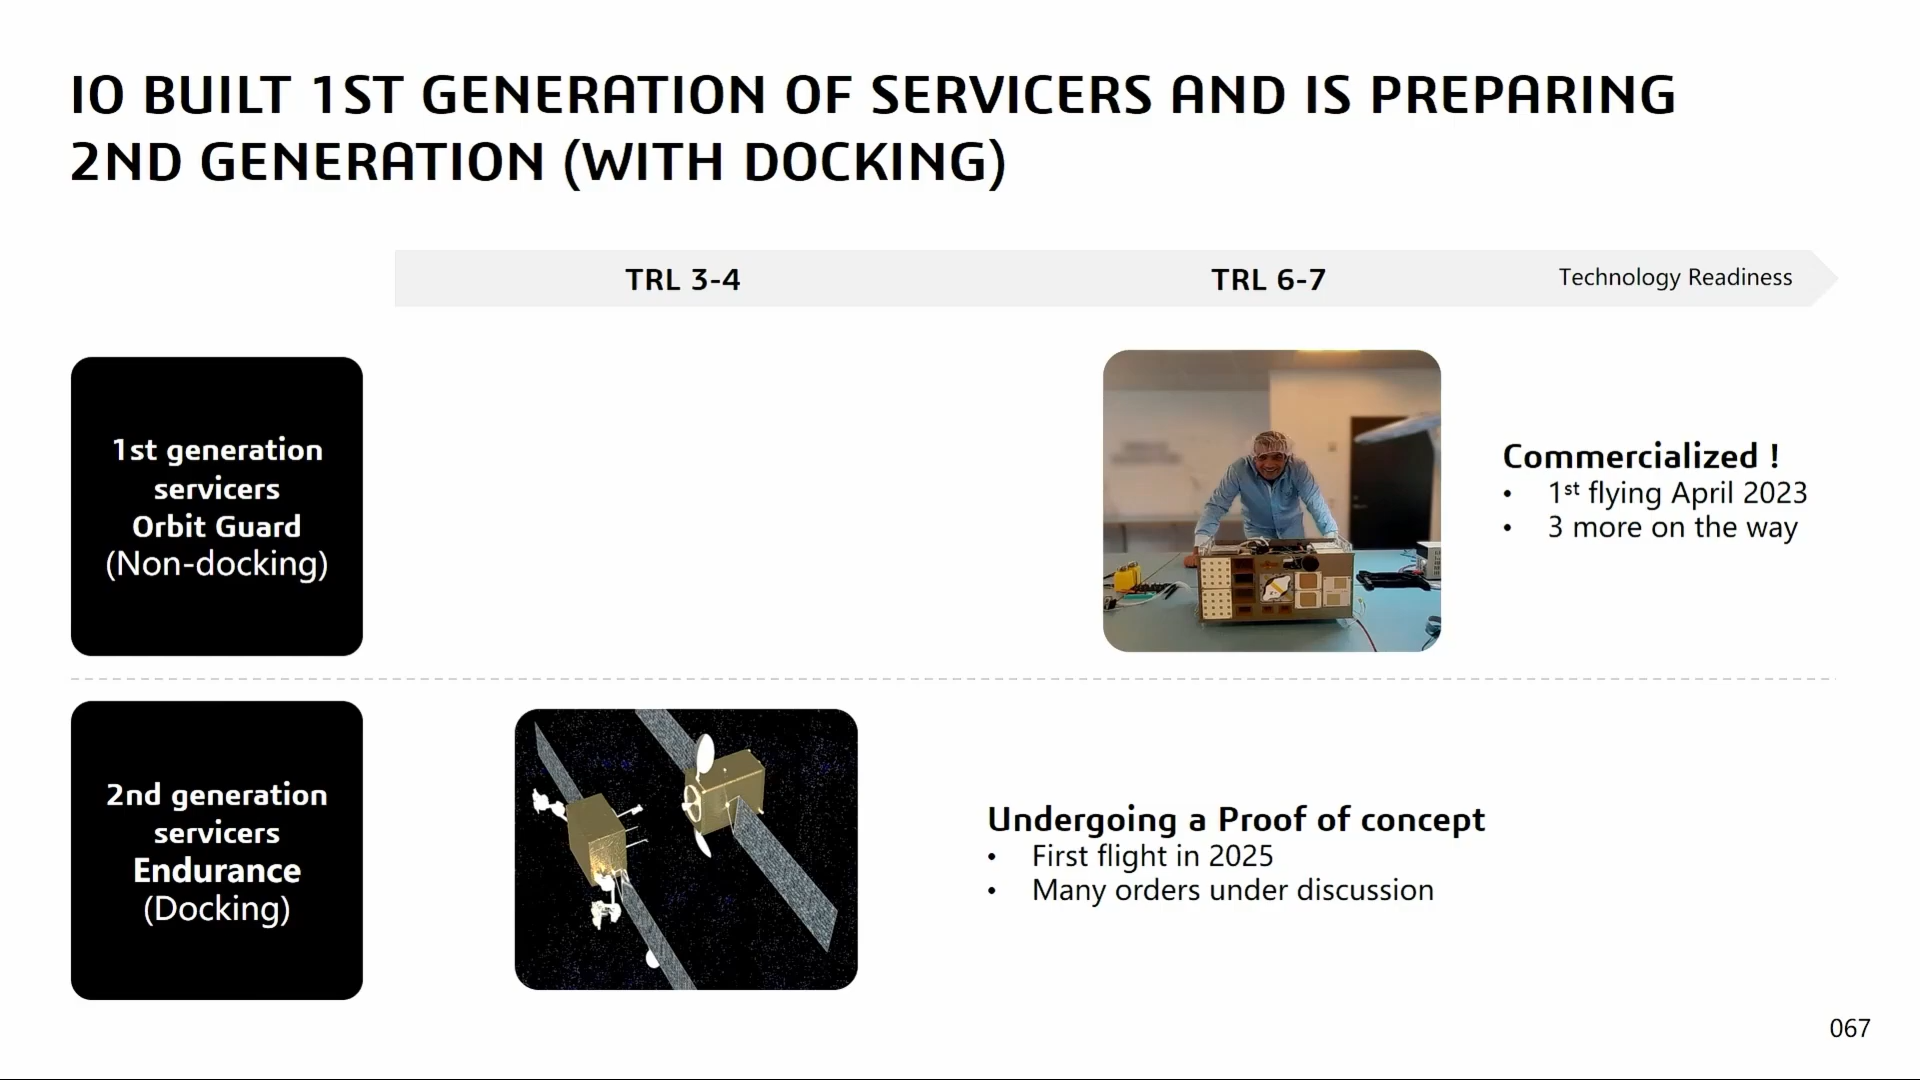 IO BUILT 1ST GENERATION OF SERVICERS AND IS PREPARING
2ND GENERATION (WITH DOCKING)
TRL 3-4
TRL 6-7
Technology Readiness
1st generation
servicers
Orbit Guard
(Non-docking)
Commercialized !
• 1st flying April 2023
• 3 more on the way
2nd generation
servicers
Endurance
(Docking)
Undergoing a Proof of concept
• First flight in 2025
• Many orders under discussion
067